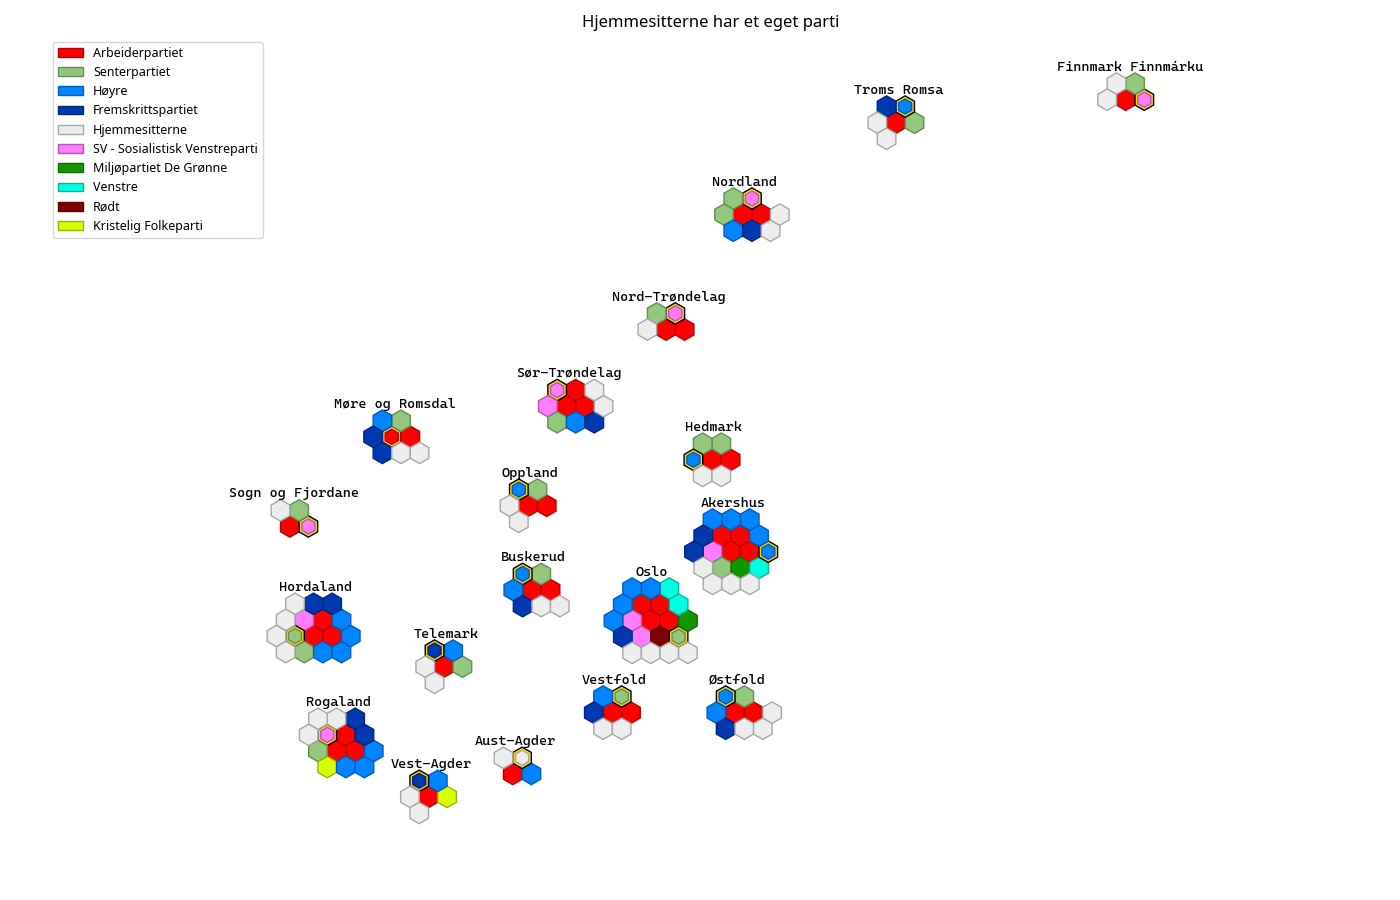 Hjemmesitterne har et eget parti
Arbeiderpartiet
Senterpartiet
Høyre
Fremskrittspartiet
Hjemmesitterne
SV - Sosialistisk Venstreparti
Miljøpartiet De Grønne
Venstre
Rødt
Kristelig Folkeparti
Finnmark Finnmárku
Troms Romsa
Nordland
Nord-Trøndelag
Sør-Trøndelag
Møre og Romsdal
Hedmark
Oppland
Sogn og Fjordane
Akershus
Buskerud
Oslo
Hordaland
Telemark
Vestfold
Østfold
Rogaland
Aust-Agder
Vest-Agder